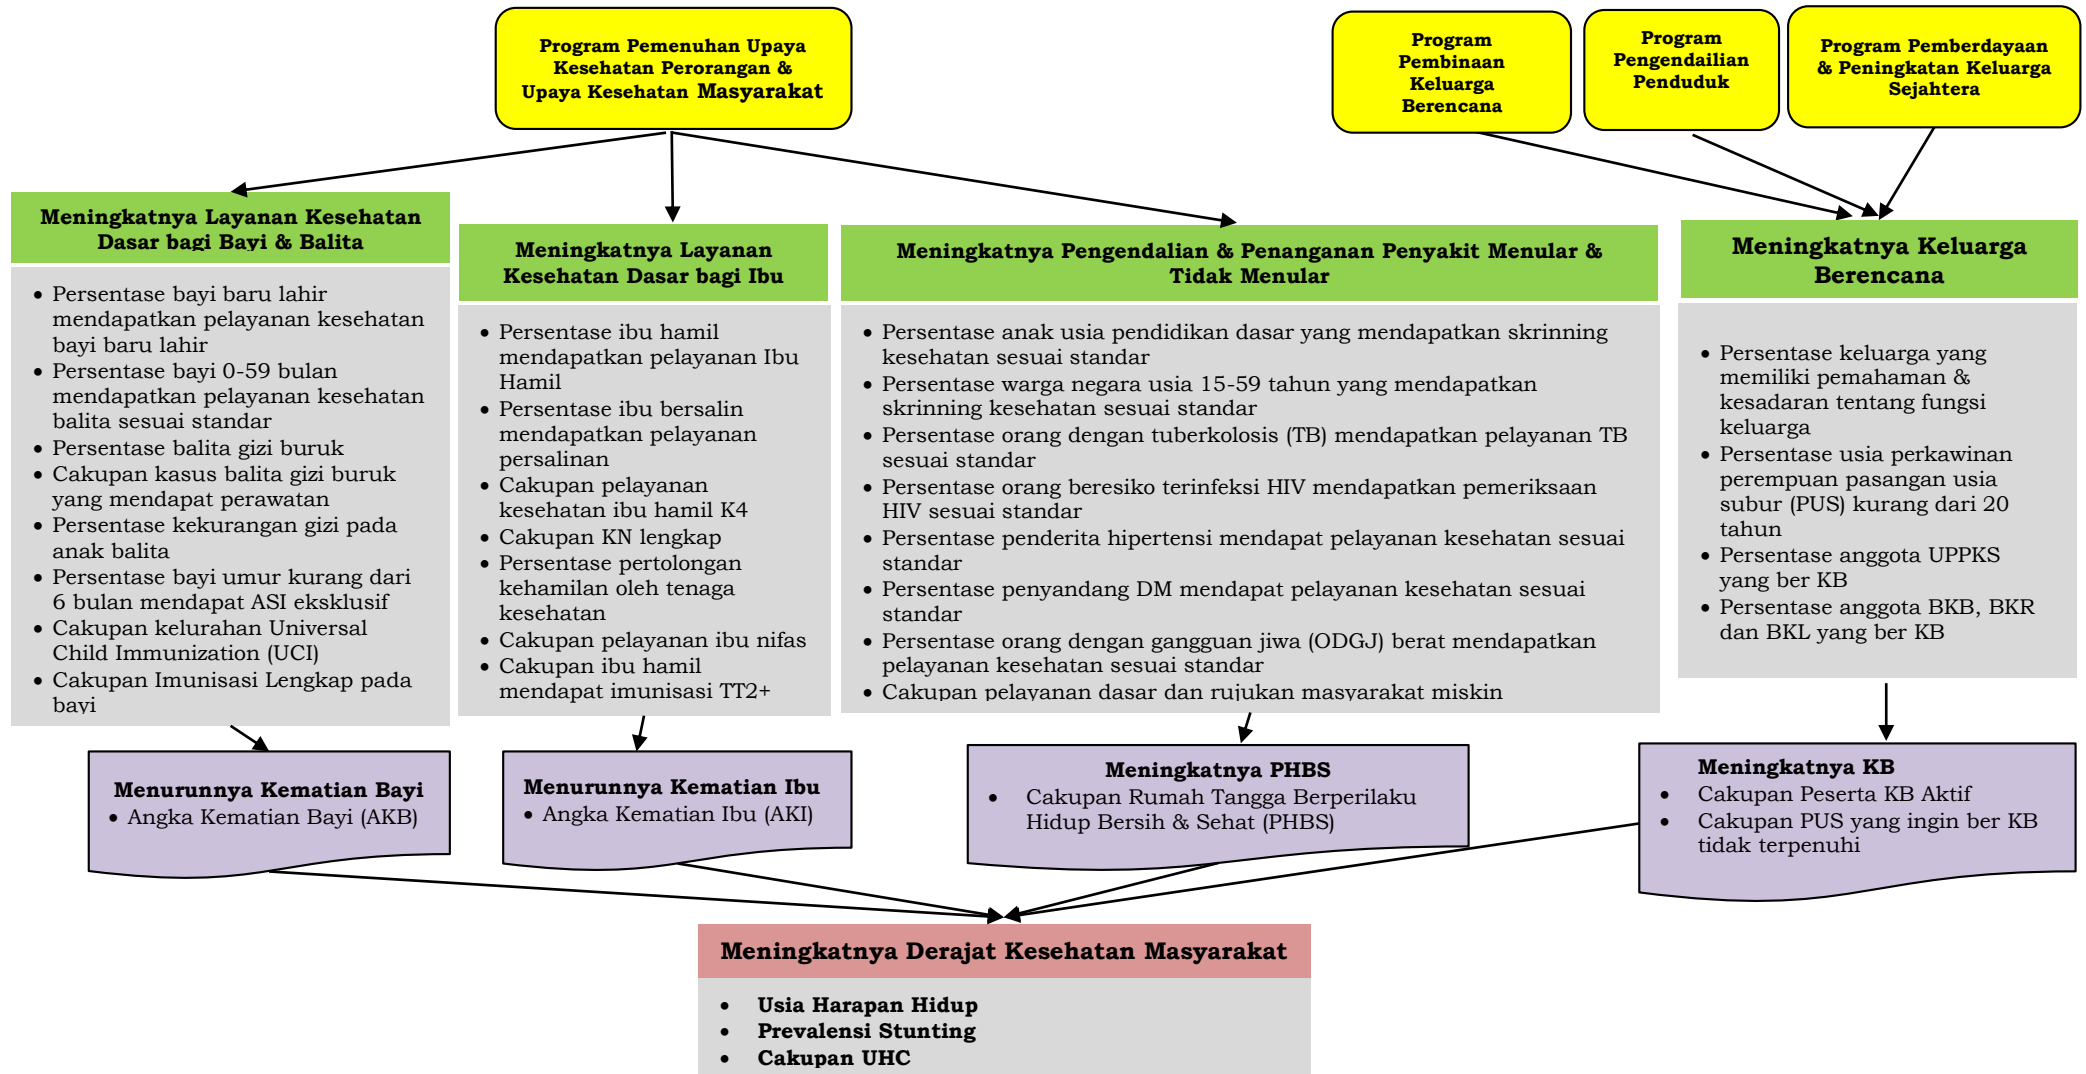 Program Pemenuhan Upaya
Kesehatan Perorangan &
Upaya Kesehatan Masyarakat
Program
Pembinaan
Keluarga
Berencana
Program
Pengendailian
Penduduk
Program Pemberdayaan
& Peningkatan Keluarga
Sejahtera
Meningkatnya Layanan Kesehatan
Dasar bagi Bayi & Balita
• Persentase bayi baru lahir
mendapatkan pelayanan kesehatan
bayi baru lahir
• Persentase bayi 0-59 bulan
mendapatkan pelayanan kesehatan
balita sesuai standar
• Persentase balita gizi buruk
• Cakupan kasus balita gizi buruk
yang mendapat perawatan
• Persentase kekurangan gizi pada
anak balita
• Persentase bayi umur kurang dari
6 bulan mendapat ASI eksklusif
• Cakupan kelurahan Universal
Child Immunization (UCI)
• Cakupan Imunisasi Lengkap pada
bayi
Meningkatnya Layanan
Kesehatan Dasar bagi Ibu
• Persentase ibu hamil
mendapatkan pelayanan Ibu
Hamil
• Persentase ibu bersalin
mendapatkan pelayanan
persalinan
• Cakupan pelayanan
kesehatan ibu hamil K4
• Cakupan KN lengkap
• Persentase pertolongan
kehamilan oleh tenaga
kesehatan
• Cakupan pelayanan ibu nifas
• Cakupan ibu hamil
mendapat imunisasi TT2+
Meningkatnya Pengendalian & Penanganan Penyakit Menular &
Tidak Menular
• Persentase anak usia pendidikan dasar yang mendapatkan skrinning
kesehatan sesuai standar
• Persentase warga negara usia 15-59 tahun yang mendapatkan
skrinning kesehatan sesuai standar
• Persentase orang dengan tuberkolosis (TB) mendapatkan pelayanan TB
sesuai standar
• Persentase orang beresiko terinfeksi HIV mendapatkan pemeriksaan
HIV sesuai standar
• Persentase penderita hipertensi mendapat pelayanan kesehatan sesuai
standar
• Persentase penyandang DM mendapat pelayanan kesehatan sesuai
standar
• Persentase orang dengan gangguan jiwa (ODGJ) berat mendapatkan
pelayanan kesehatan sesuai standar
• Cakupan pelayanan dasar dan rujukan masyarakat miskin
Meningkatnya Keluarga
Berencana
• Persentase keluarga yang
memiliki pemahaman &
kesadaran tentang fungsi
keluarga
• Persentase usia perkawinan
perempuan pasangan usia
subur (PUS) kurang dari 20
tahun
• Persentase anggota UPPKS
yang ber KB
• Persentase anggota BKB, BKR
dan BKL yang ber KB
Menurunnya Kematian Bayi
• Angka Kematian Bayi (AKB)
Menurunnya Kematian Ibu
• Angka Kematian Ibu (AKI)
Meningkatnya PHBS
• Cakupan Rumah Tangga Berperilaku
Hidup Bersih & Sehat (PHBS)
Meningkatnya KB
• Cakupan Peserta KB Aktif
• Cakupan PUS yang ingin ber KB
tidak terpenuhi
Meningkatnya Derajat Kesehatan Masyarakat
• Usia Harapan Hidup
• Prevalensi Stunting
• Cakupan UHC